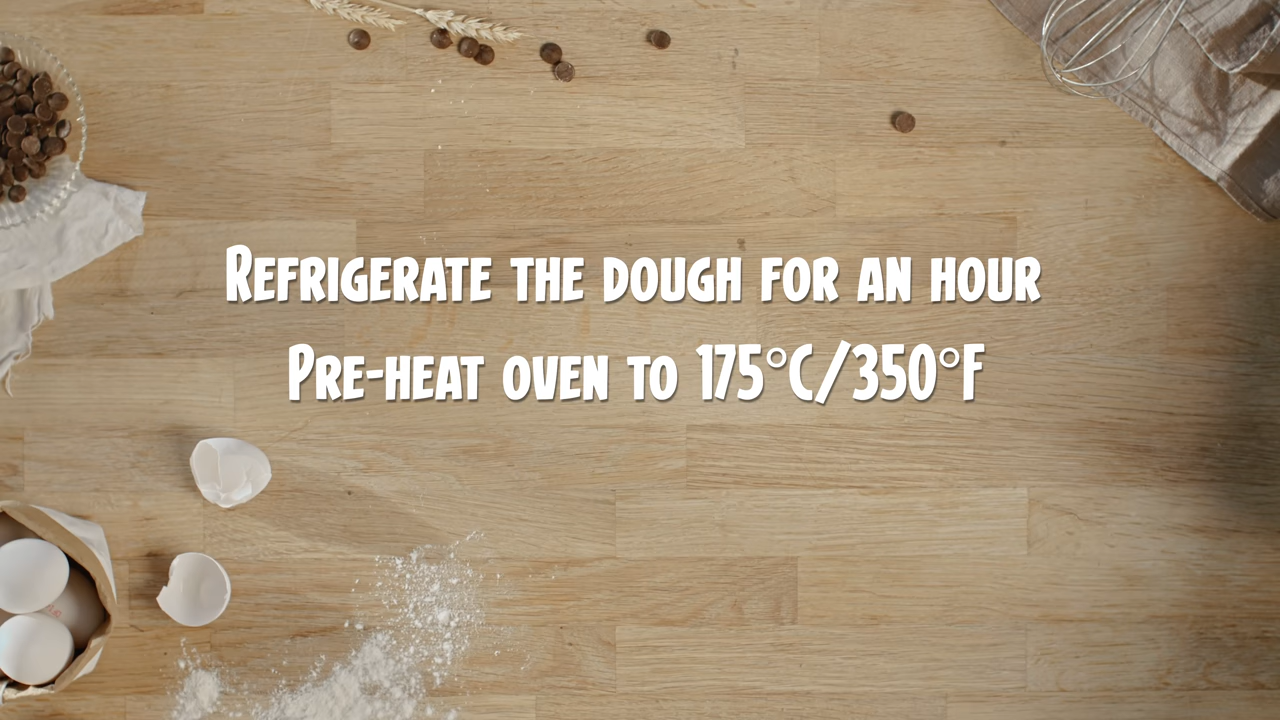 Refrigerate the dough for an hour
Pre-heat oven to 175°C/350°F